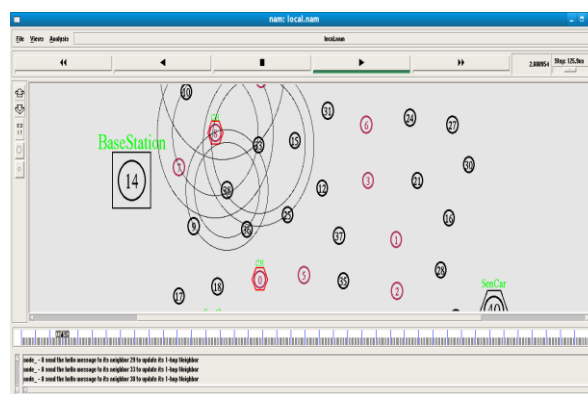 nam: local.nam
File Views Analysis local.nam
2.008954 Step: 125.9us
10 31 24 27
CH
8 6
BaseStation 33 15
7 30
14 3 21
38 12
25 16
9 36 37 1
CH 28
0 5 35 SenCar
17 18 2
40
node_- 8 send the hello message to its neighbor 29 to update its 1-hop Neighbor
node_- 8 send the hello message to its neighbor 33 to update its 1-hop Neighbor
node_- 8 send the hello message to its neighbor 38 to update its 1-hop Neighbor